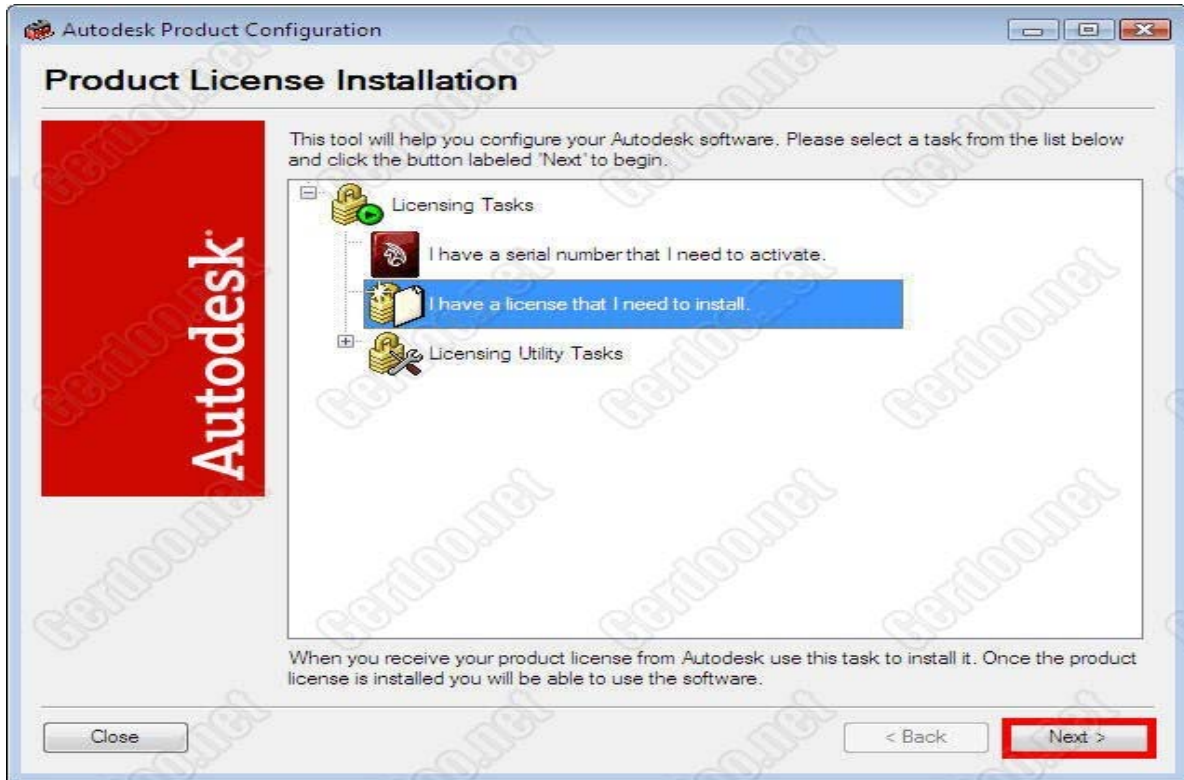 Autodesk Product Configuration
Product License Installation
Autodesk
This tool will help you configure your Autodesk software. Please select a task from the list below
and click the button labeled 'Next' to begin.
Licensing Tasks
I have a serial number that I need to activate.
I have a license that I need to install.
Licensing Utility Tasks
When you receive your product license from Autodesk use this task to install it. Once the product
license is installed you will be able to use the software.
Close
< Back
Next >
Gerdoo.net